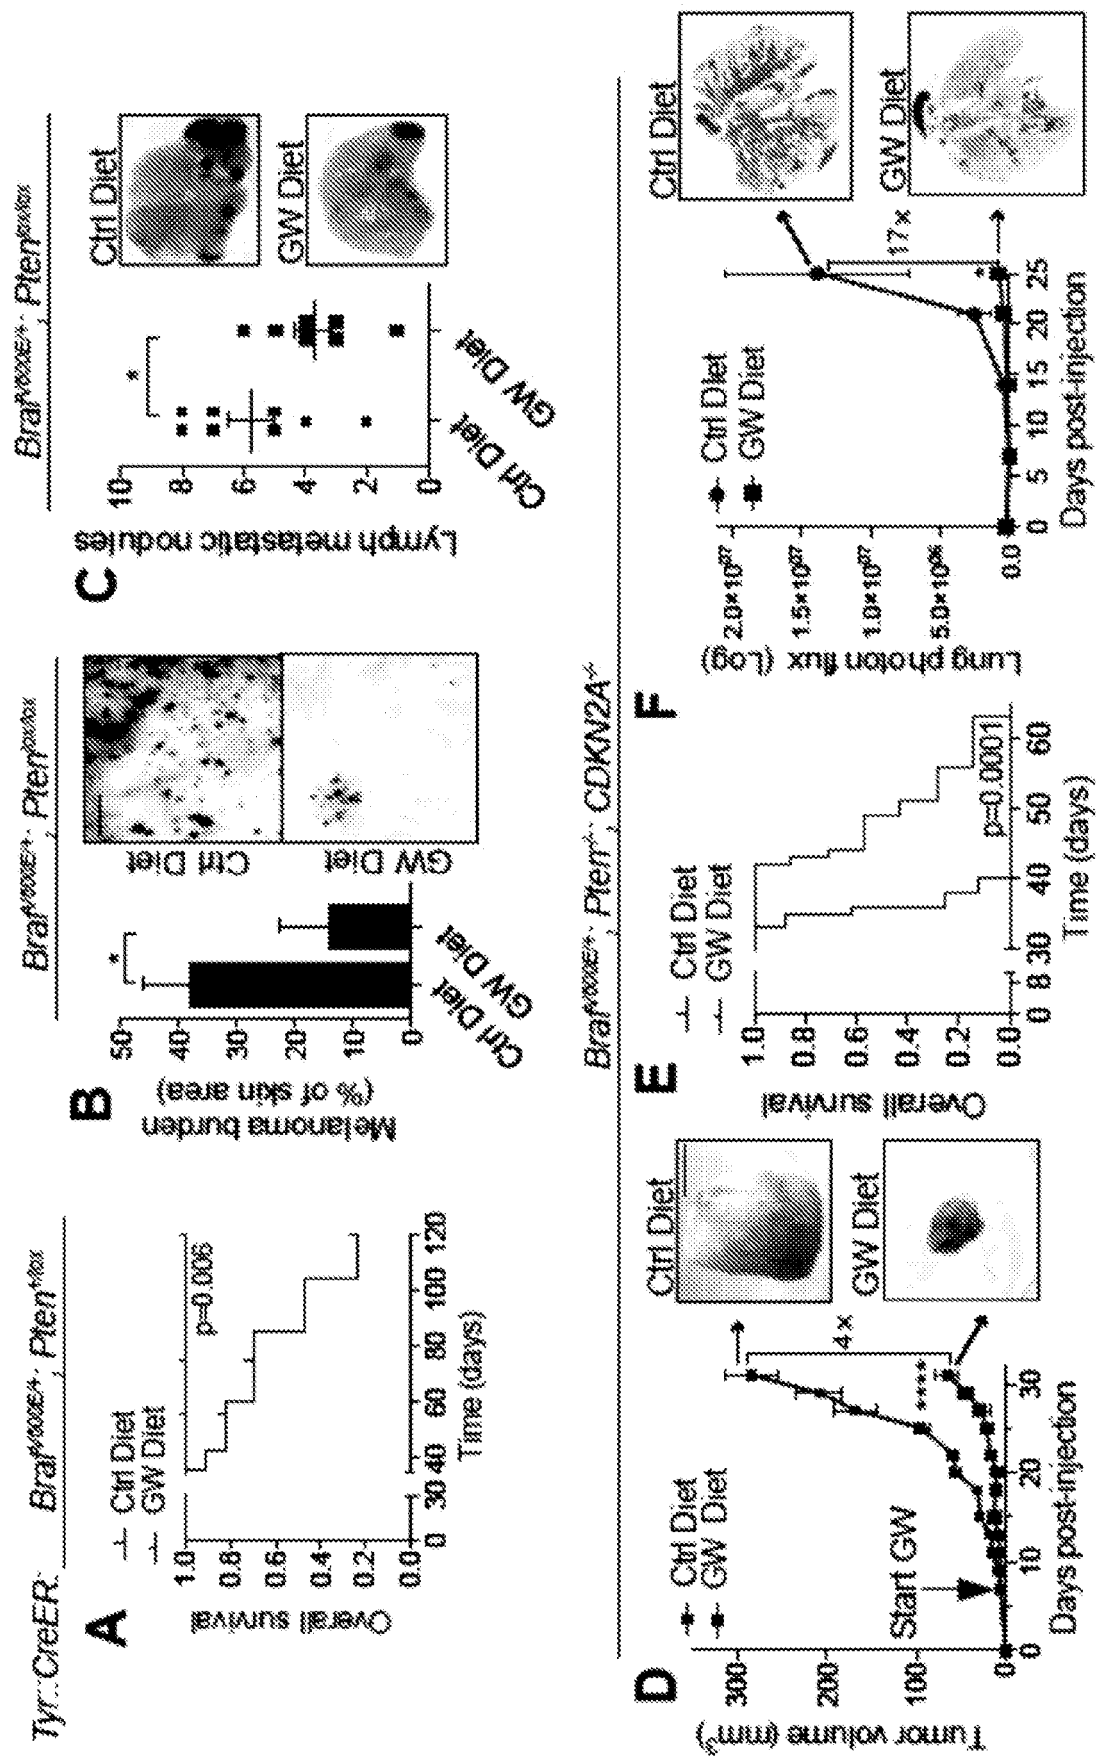 Tyr::CreER:
Braf^V600E/+; Pten^+/lox
Braf^V600E/+; Pten^lox/lox
Braf^V600E/+; Pten^lox/lox
A
Ctrl Diet
GW Diet
p=0.006
1.0
0.8
0.6
0.4
0.2
0.0
Overall survival
0 30 40 60 80 100 120
Time (days)
B
50
40
30
20
10
0
Melanoma burden
(% of skin area)
*
Ctrl Diet
GW Diet
Ctrl Diet
GW Diet
C
10
8
6
4
2
0
Lymph metastatic nodules
*
Ctrl Diet
GW Diet
Ctrl Diet
GW Diet
Braf^V600E/+; Pten^-/-; CDKN2A^-/-
D
Ctrl Diet
GW Diet
Start GW
300
200
100
0
Tumor volume (mm³)
0 10 20 30
Days post-injection
****
4x
Ctrl Diet
GW Diet
E
Ctrl Diet
GW Diet
1.0
0.8
0.6
0.4
0.2
0.0
Overall survival
p=0.0001
0 8 30 40 50 60
Time (days)
F
Ctrl Diet
GW Diet
2.0×10^07
1.5×10^07
1.0×10^07
5.0×10^06
0.0
Lung photon flux (Log)
0 5 10 15 20 25
Days post-injection
*
17x
Ctrl Diet
GW Diet